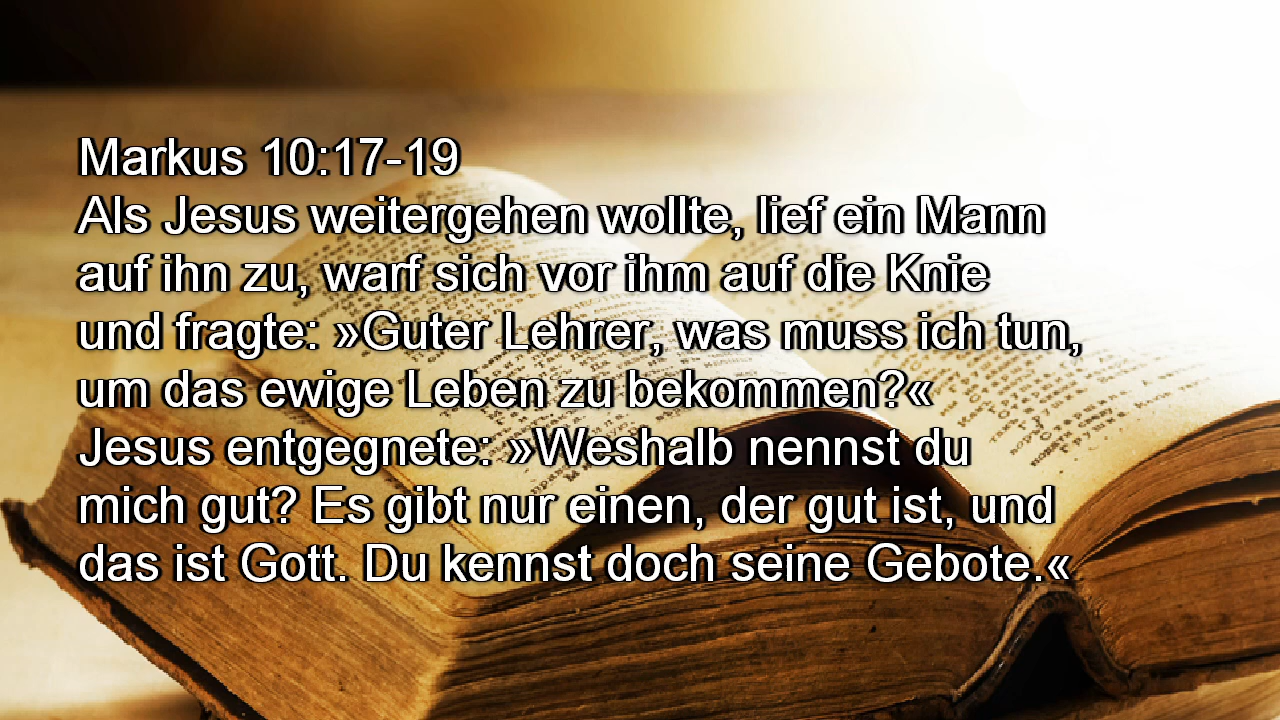 Markus 10:17-19
Als Jesus weitergehen wollte, lief ein Mann
auf ihn zu, warf sich vor ihm auf die Knie
und fragte: »Guter Lehrer, was muss ich tun,
um das ewige Leben zu bekommen?«
Jesus entgegnete: »Weshalb nennst du
mich gut? Es gibt nur einen, der gut ist, und
das ist Gott. Du kennst doch seine Gebote.«